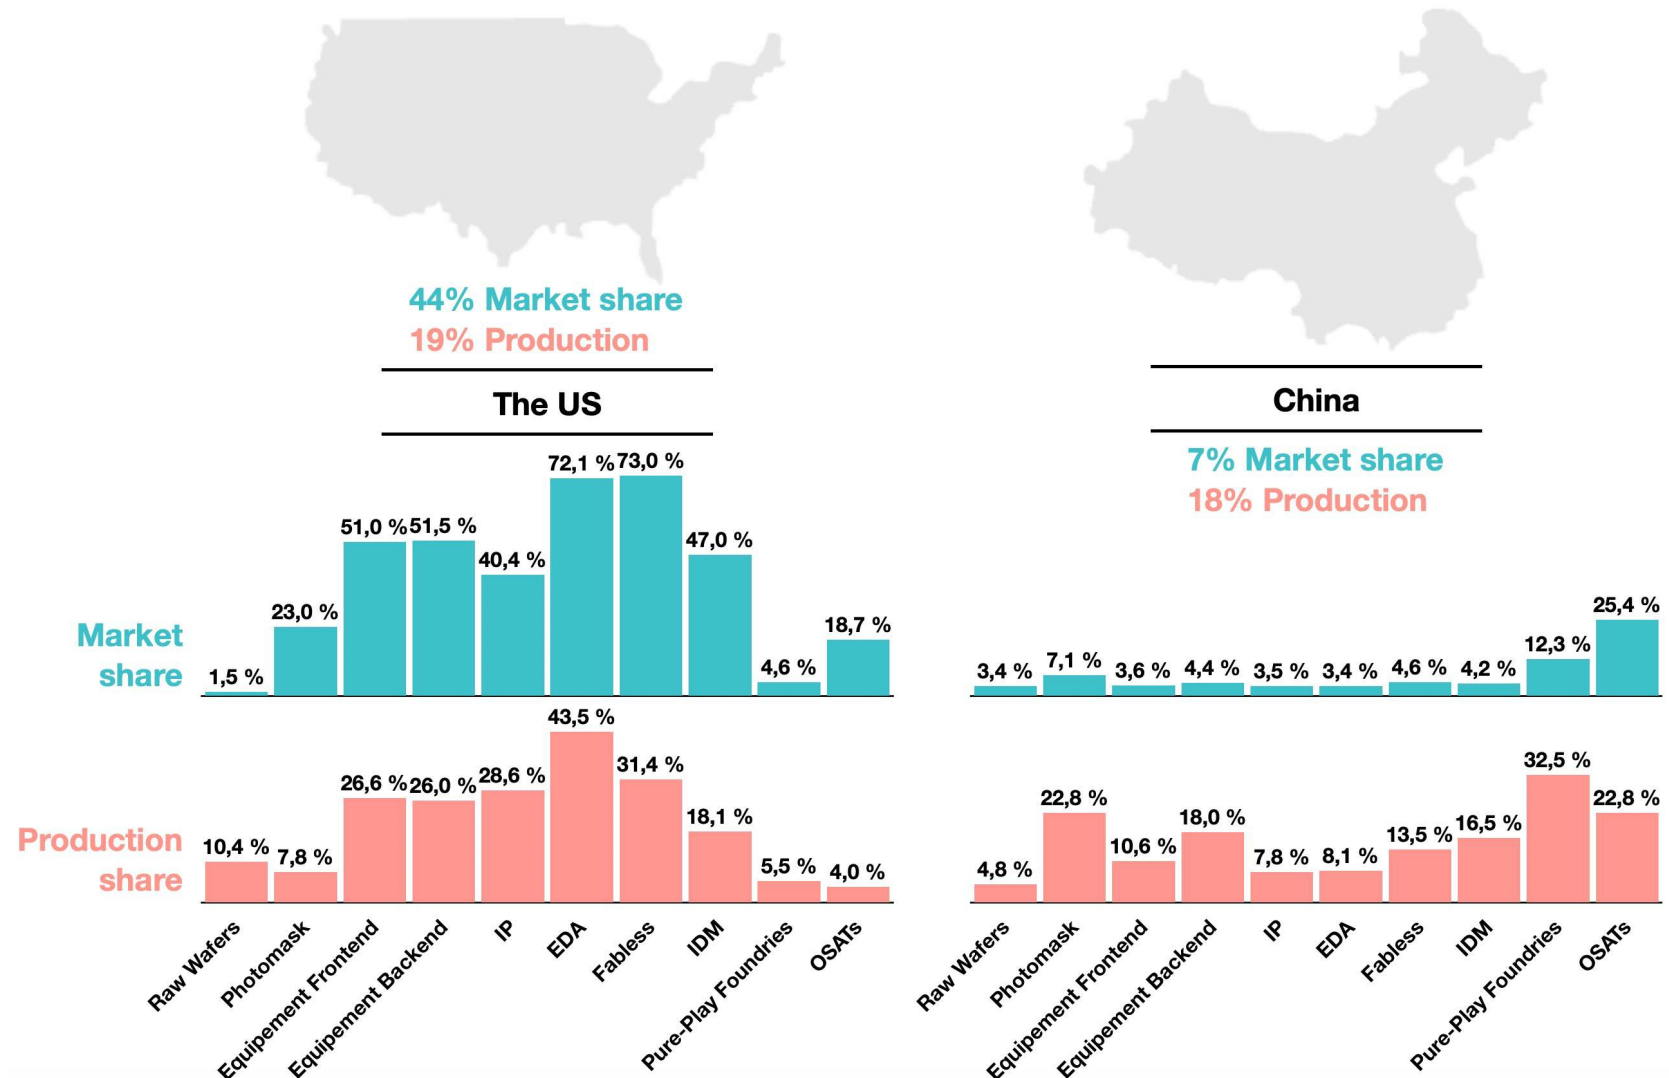 44% Market share
19% Production
The US
China
7% Market share
18% Production
Market
share
1,5 %
23,0 %
51,0 %
51,5 %
40,4 %
72,1 %
73,0 %
47,0 %
4,6 %
18,7 %
3,4 %
7,1 %
3,6 %
4,4 %
3,5 %
3,4 %
4,6 %
4,2 %
12,3 %
25,4 %
Production
share
10,4 %
7,8 %
26,6 %
26,0 %
28,6 %
43,5 %
31,4 %
18,1 %
5,5 %
4,0 %
4,8 %
22,8 %
10,6 %
18,0 %
7,8 %
8,1 %
13,5 %
16,5 %
32,5 %
22,8 %
Raw Wafers
Photomask
Equipement Frontend
Equipement Backend
IP
EDA
Fabless
IDM
Pure-Play Foundries
OSATs
Raw Wafers
Photomask
Equipement Frontend
Equipement Backend
IP
EDA
Fabless
IDM
Pure-Play Foundries
OSATs